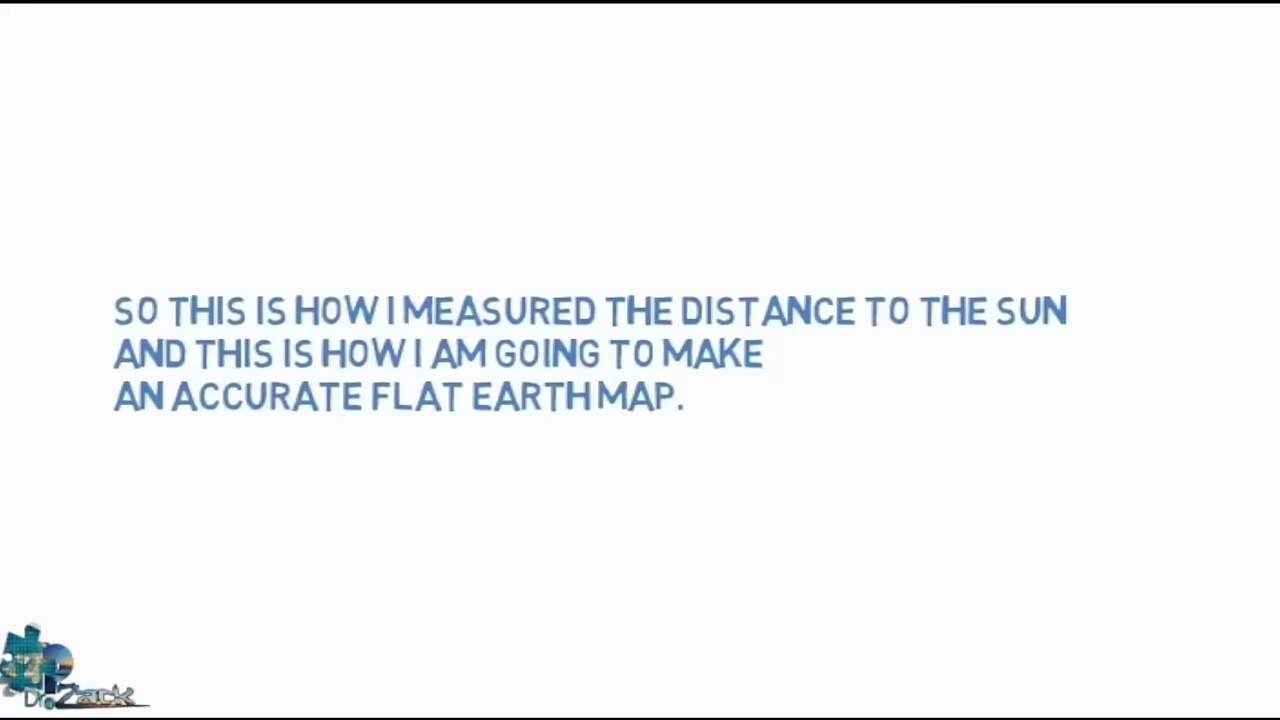 SO THIS IS HOW I MEASURED THE DISTANCE TO THE SUN
AND THIS IS HOW I AM GOING TO MAKE
AN ACCURATE FLAT EARTH MAP.
Dr. Zack